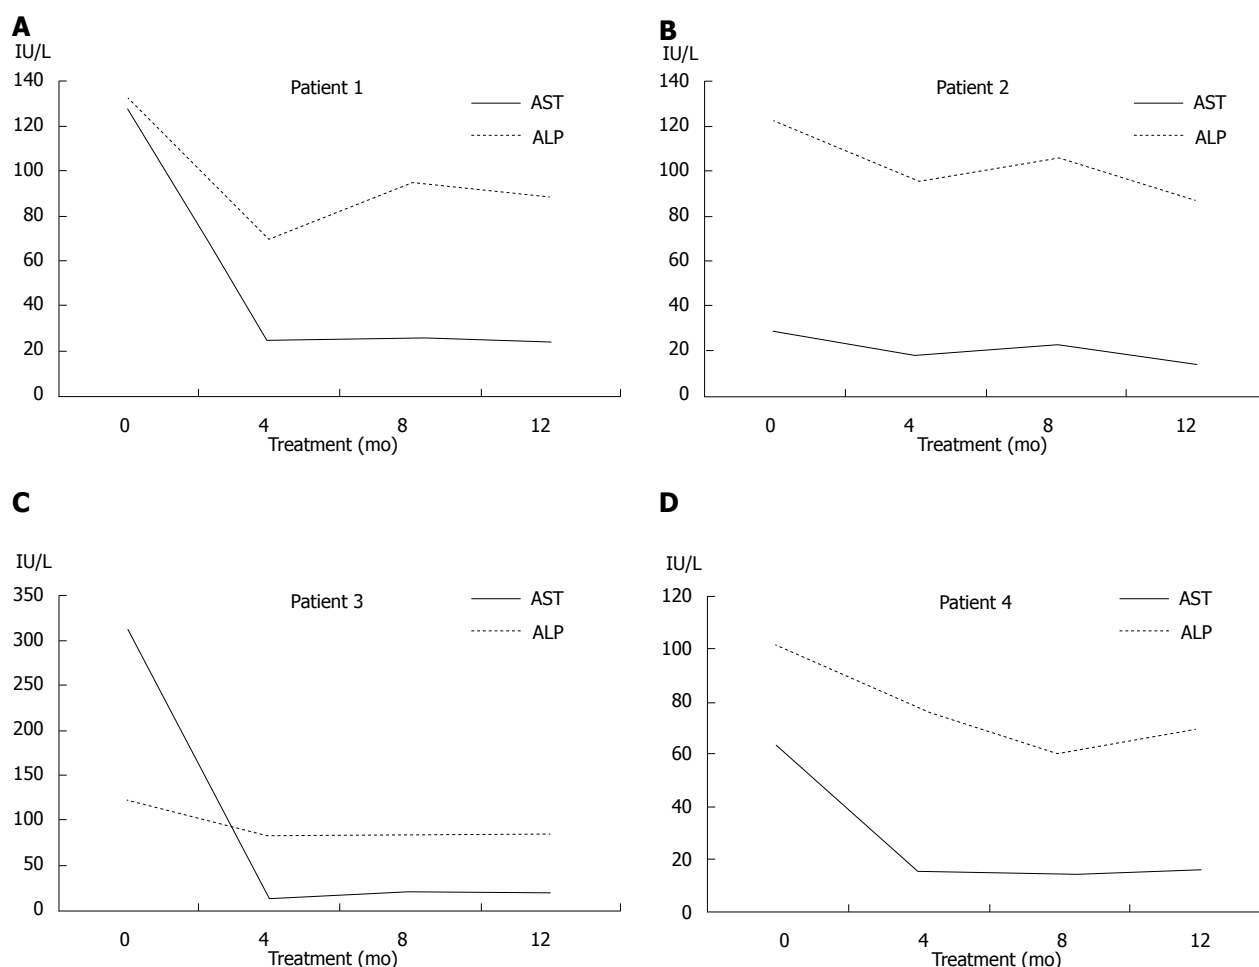 A
IU/L
Patient 1
AST
ALP
140
120
100
80
60
40
20
0
0 4 8 12
Treatment (mo)
B
IU/L
Patient 2
AST
ALP
140
120
100
80
60
40
20
0
0 4 8 12
Treatment (mo)
C
IU/L
Patient 3
AST
ALP
350
300
250
200
150
100
50
0
0 4 8 12
Treatment (mo)
D
IU/L
Patient 4
AST
ALP
120
100
80
60
40
20
0
0 4 8 12
Treatment (mo)